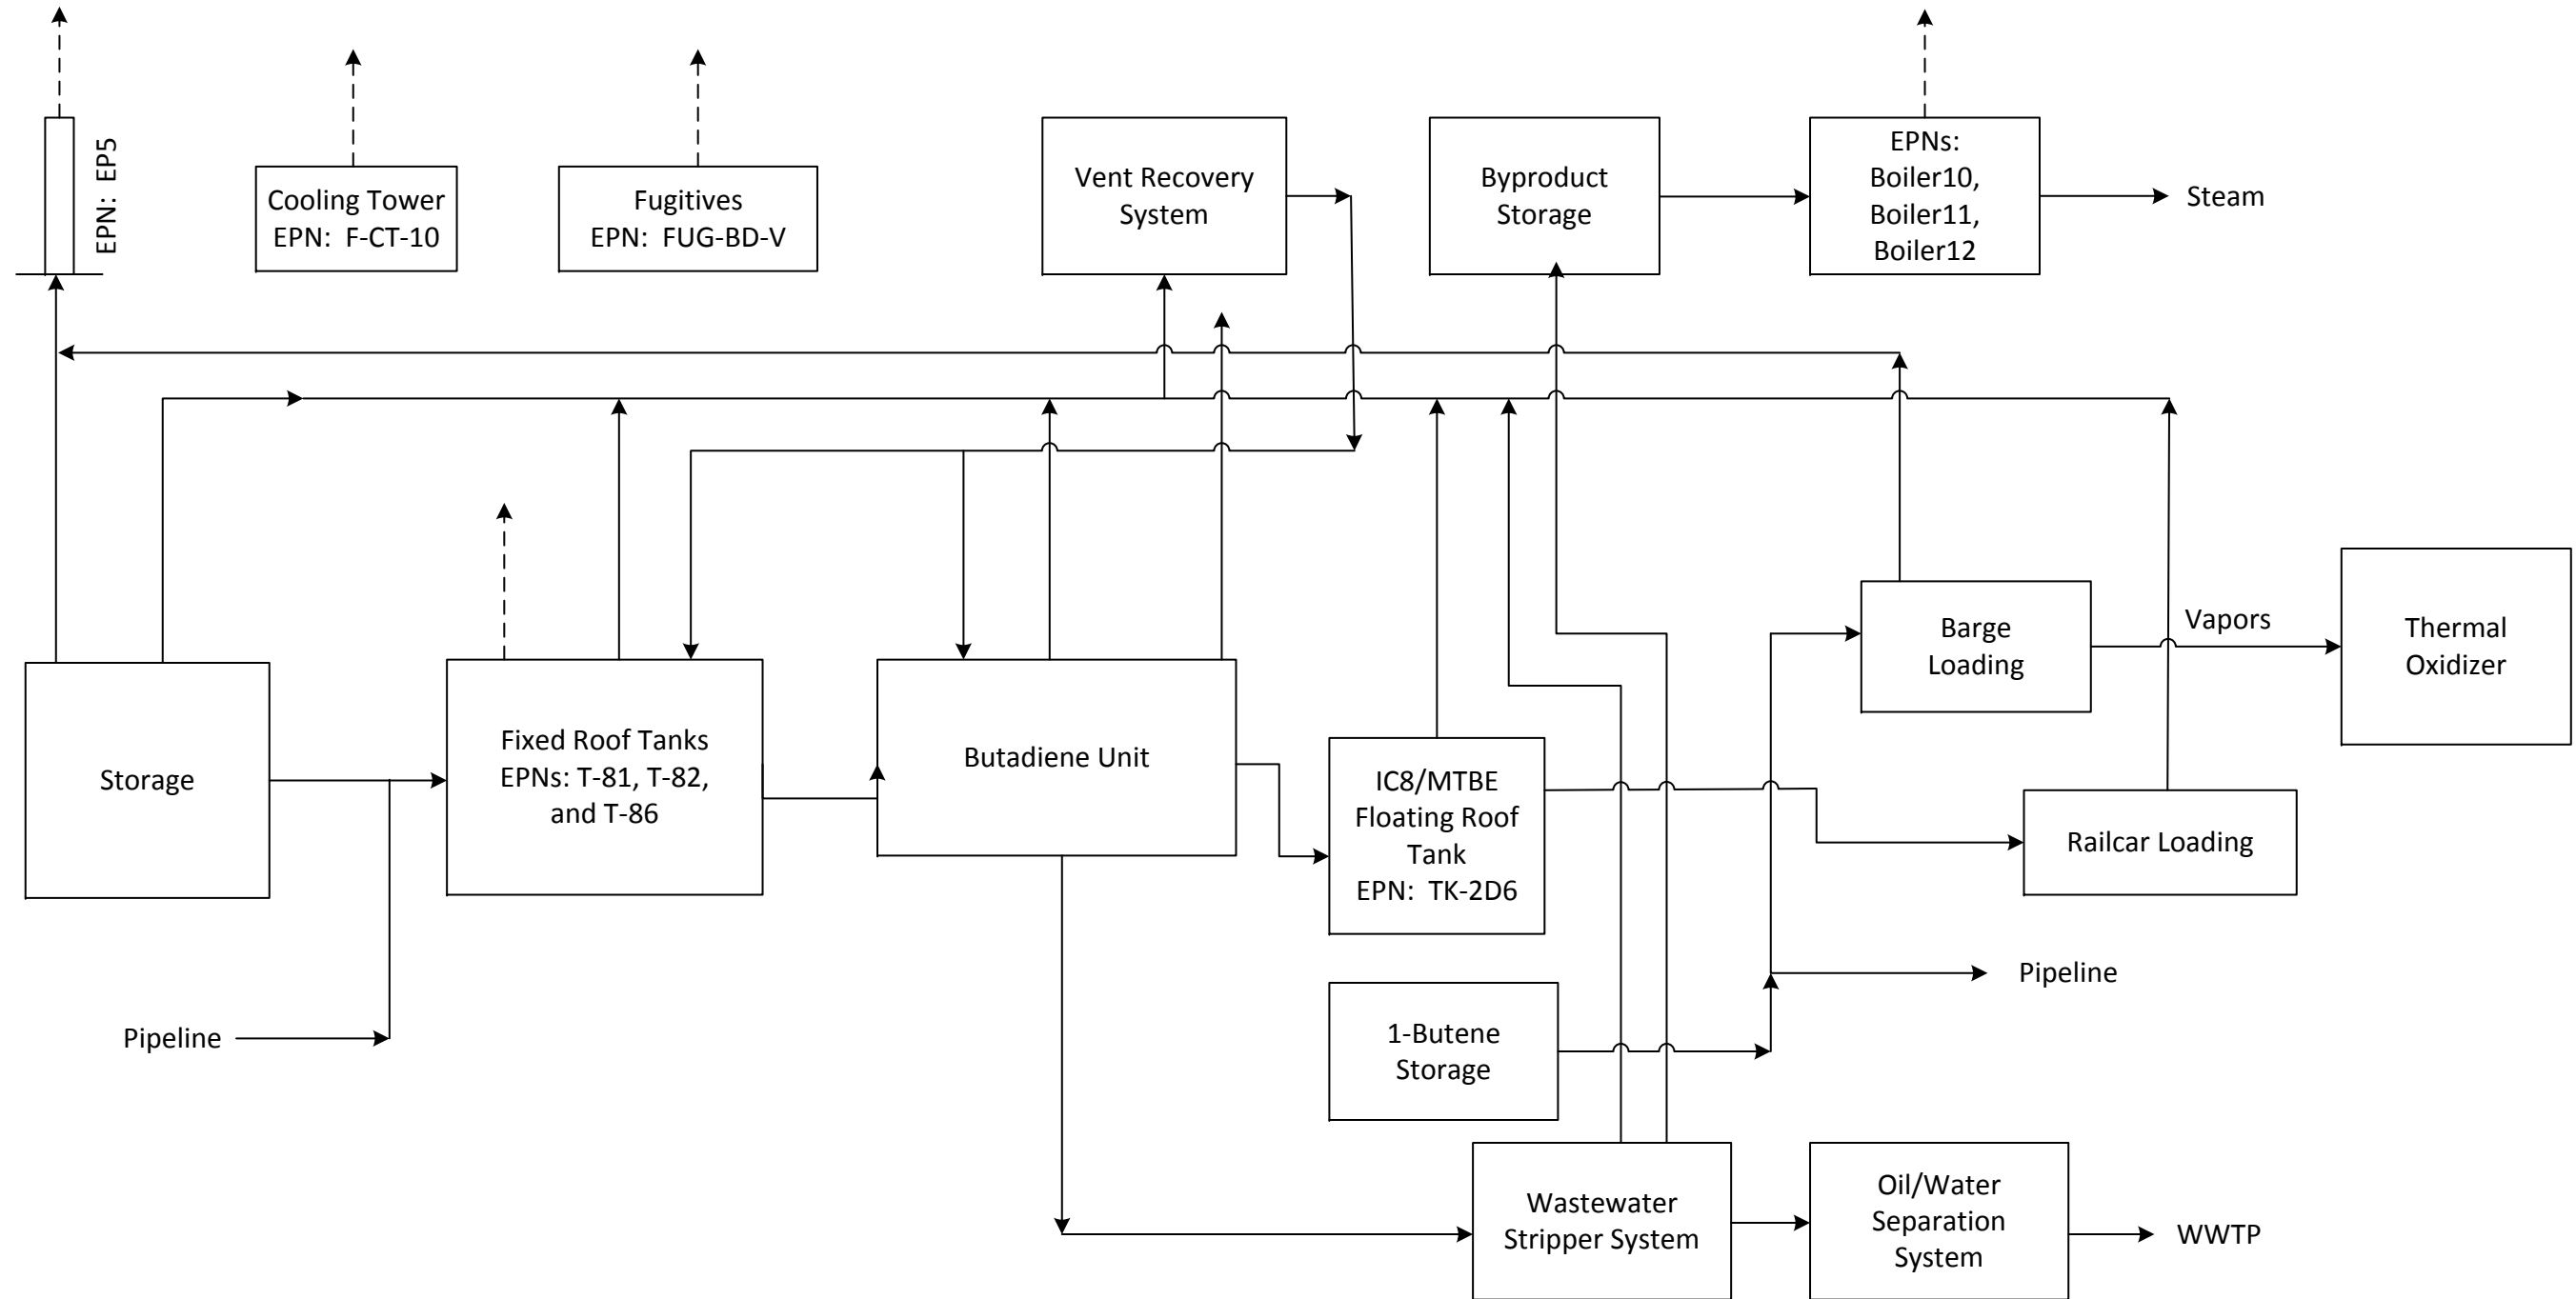 EPN:  EP5
Cooling Tower
EPN:  F-CT-10
Fugitives
EPN:  FUG-BD-V
Vent Recovery
System
Byproduct
Storage
EPNs:
Boiler10,
Boiler11,
Boiler12
Steam
Storage
Fixed Roof Tanks
EPNs: T-81, T-82,
and T-86
Butadiene Unit
IC8/MTBE
Floating Roof
Tank
EPN:  TK-2D6
Barge
Loading
Vapors
Thermal
Oxidizer
Railcar Loading
Pipeline
Pipeline
1-Butene
Storage
Wastewater
Stripper System
Oil/Water
Separation
System
WWTP